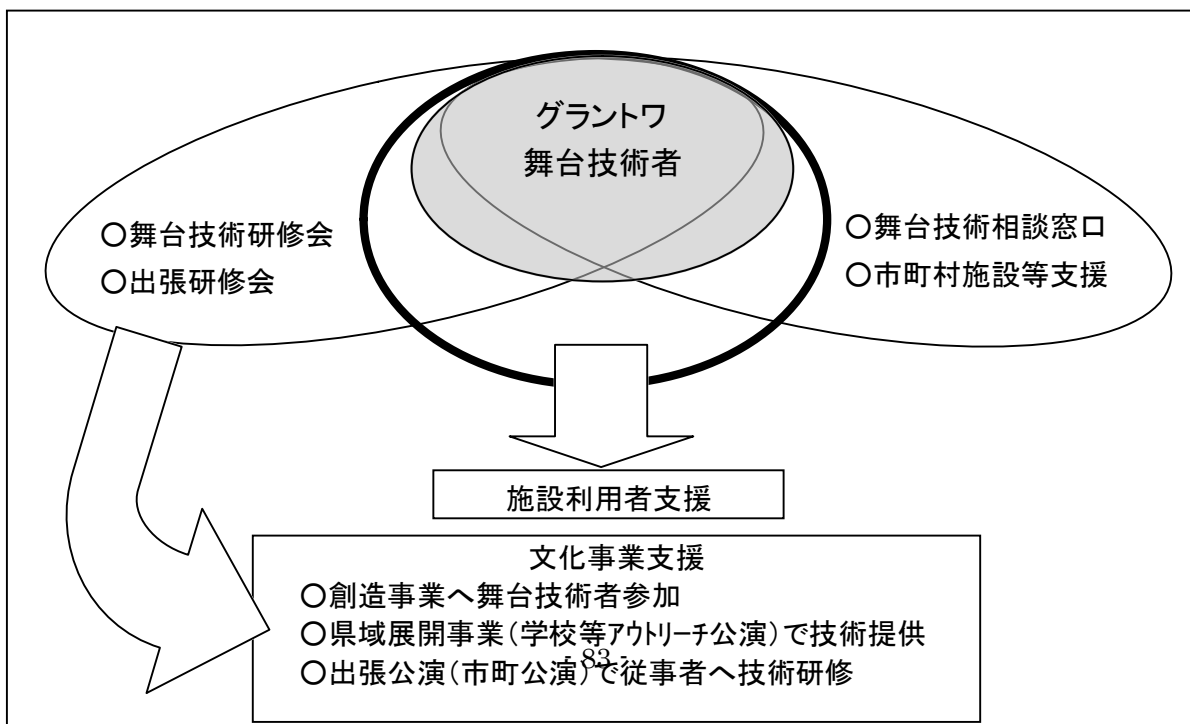 グラントワ
舞台技術者
○舞台技術研修会
○出張研修会
○舞台技術相談窓口
○市町村施設等支援
施設利用者支援
文化事業支援
○創造事業へ舞台技術者参加
○県域展開事業(学校等アウトリーチ公演)で技術提供
○出張公演(市町公演)で従事者へ技術研修
- 83 -